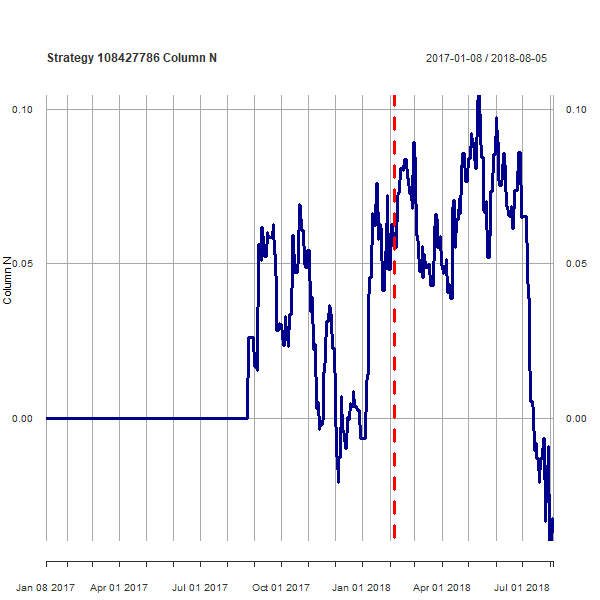 Strategy 108427786 Column N 2017-01-08 / 2018-08-05
0.10 0.10
0.05 0.05
Column N
0.00 0.00
Jan 08 2017 Apr 01 2017 Jul 01 2017 Oct 01 2017 Jan 01 2018 Apr 01 2018 Jul 01 2018